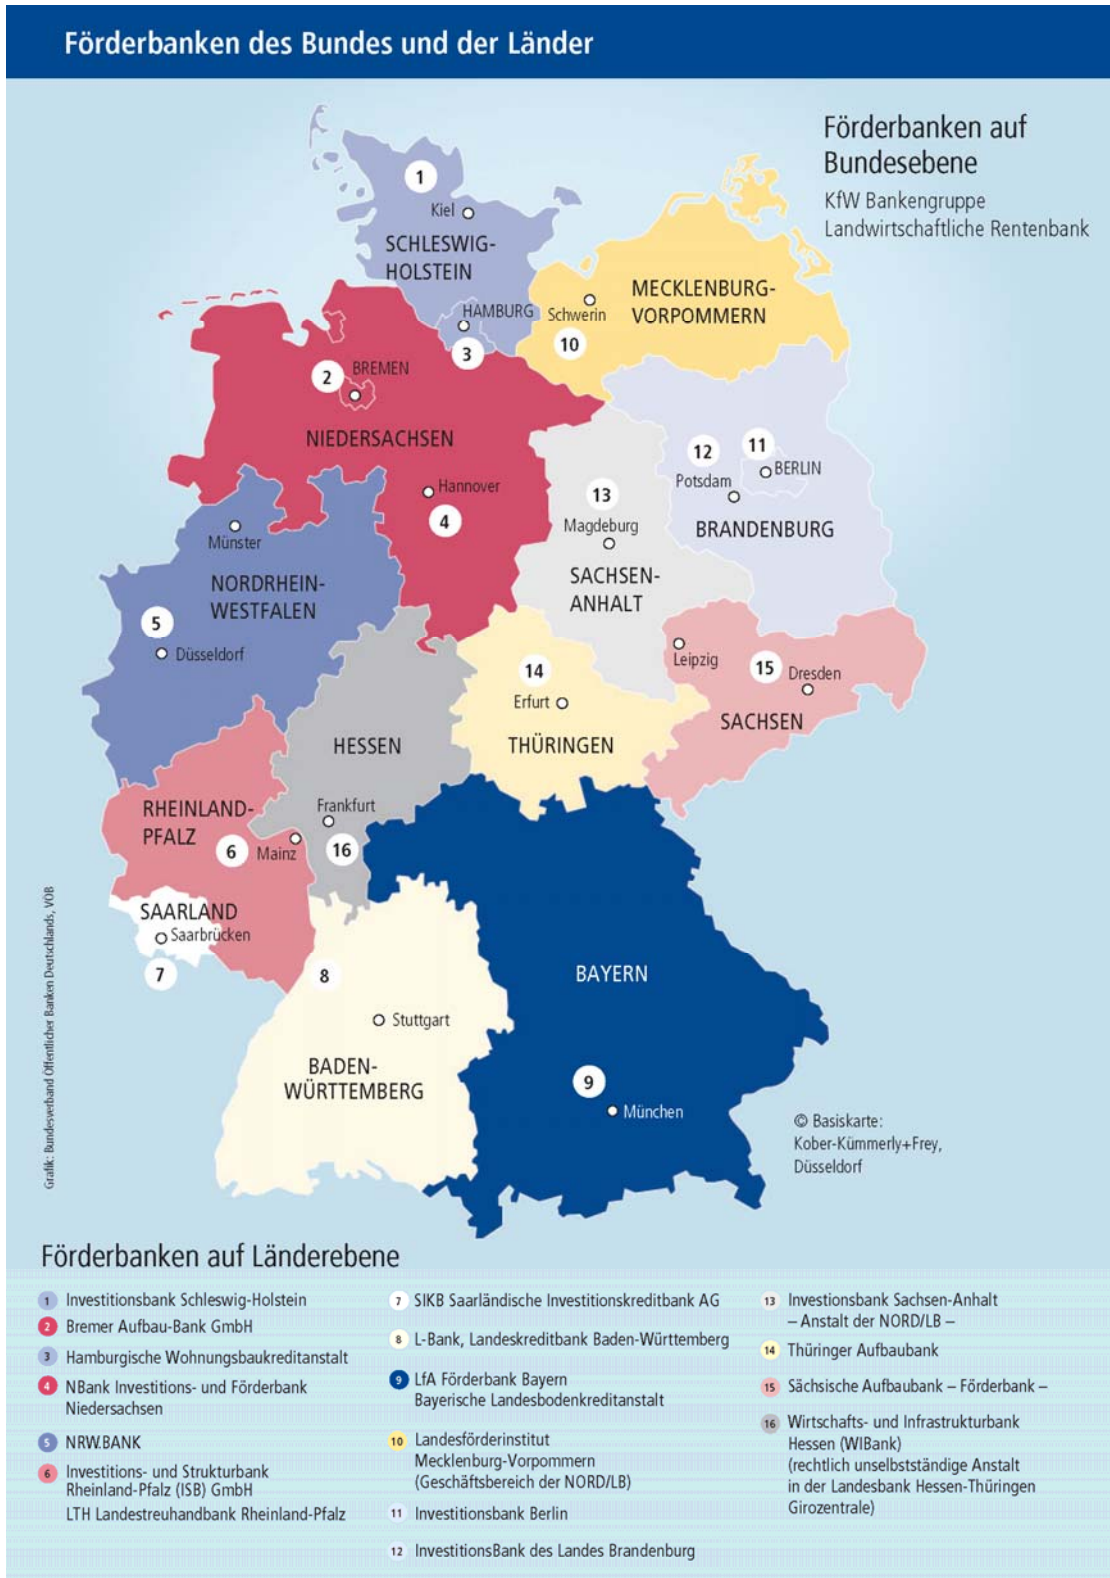 Förderbanken des Bundes und der Länder
Förderbanken auf
Bundesebene
KfW Bankengruppe
Landwirtschaftliche Rentenbank
1
Kiel
SCHLESWIG-
HOLSTEIN
HAMBURG
3
MECKLENBURG-
VORPOMMERN
Schwerin
10
2
BREMEN
NIEDERSACHSEN
Hannover
4
12
11
BERLIN
Potsdam
BRANDENBURG
13
Magdeburg
SACHSEN-
ANHALT
Münster
NORDRHEIN-
WESTFALEN
5
Düsseldorf
Leipzig
15
Dresden
SACHSEN
14
Erfurt
THÜRINGEN
HESSEN
Frankfurt
16
RHEINLAND-
PFALZ
6
Mainz
SAARLAND
Saarbrücken
7
8
Stuttgart
BADEN-
WÜRTTEMBERG
BAYERN
9
München
© Basiskarte:
Kober-Kümmerly+Frey,
Düsseldorf
Grafik: Bundesverband Öffentlicher Banken Deutschlands, VÖB
Förderbanken auf Länderebene
1 Investitionsbank Schleswig-Holstein
2 Bremer Aufbau-Bank GmbH
3 Hamburgische Wohnungsbaukreditanstalt
4 NBank Investitions- und Förderbank
Niedersachsen
5 NRW.BANK
6 Investitions- und Strukturbank
Rheinland-Pfalz (ISB) GmbH
LTH Landestreuhandbank Rheinland-Pfalz
7 SIKB Saarländische Investitionskreditbank AG
8 L-Bank, Landeskreditbank Baden-Württemberg
9 LfA Förderbank Bayern
Bayerische Landesbodenkreditanstalt
10 Landesförderinstitut
Mecklenburg-Vorpommern
(Geschäftsbereich der NORD/LB)
11 Investitionsbank Berlin
12 InvestitionsBank des Landes Brandenburg
13 Investionsbank Sachsen-Anhalt
– Anstalt der NORD/LB –
14 Thüringer Aufbaubank
15 Sächsische Aufbaubank – Förderbank –
16 Wirtschafts- und Infrastrukturbank
Hessen (WIBank)
(rechtlich unselbstständige Anstalt
in der Landesbank Hessen-Thüringen
Girozentrale)